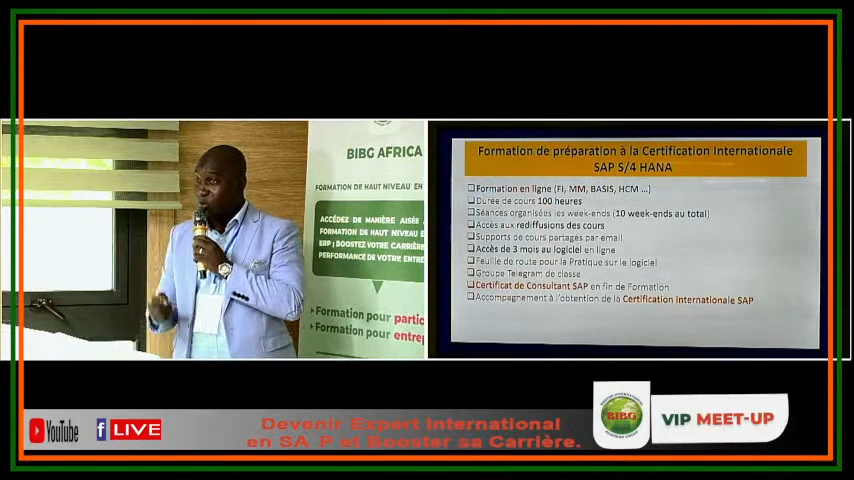 BIBG AFRICA
FORMATION DE HAUT NIVEAU EN
ACCÉDEZ DE MANIÈRE AISÉE
FORMATION DE HAUT NIVEAU E
ERP ; BOOSTEZ VOTRE CARRIÈR
PERFORMANCE DE VOTRE ENTRE
Formation pour partic
Formation pour entrep
Formation de préparation à la Certification Internationale
SAP S/4 HANA
Formation en ligne (FI, MM, BASIS, HCM ...)
Durée de cours 100 heures
Séances organisées les week-ends (10 week-ends au total)
Accès aux rediffusions des cours
Supports de cours partagés par email
Accès de 3 mois au logiciel en ligne
Feuille de route pour la Pratique sur le logiciel
Groupe Telegram de classe
Certificat de Consultant SAP en fin de Formation
Accompagnement à l'obtention de la Certification Internationale SAP
YouTube
f LIVE
Devenir Expert International
en SA P et Booster sa Carrière.
BIBG
VIP MEET-UP